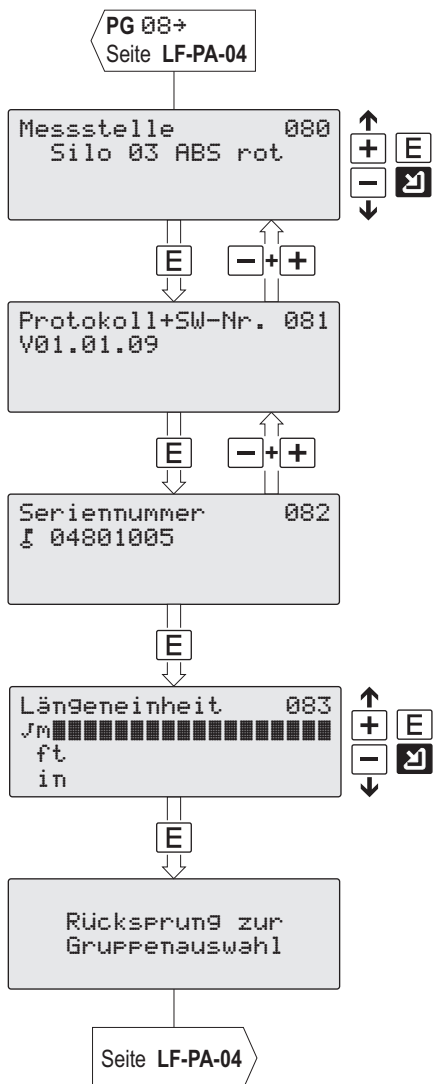 PG 08→
Seite LF-PA-04
Messstelle 080
Silo 03 ABS rot
↑
+ E
−
↓
E
− + +
Protokoll+SW-Nr. 081
V01.01.09
E
− + +
Seriennummer 082
04801005
E
Längeneinheit 083
m
ft
in
↑
+ E
−
↓
E
Rücksprung zur
Gruppenauswahl
Seite LF-PA-04